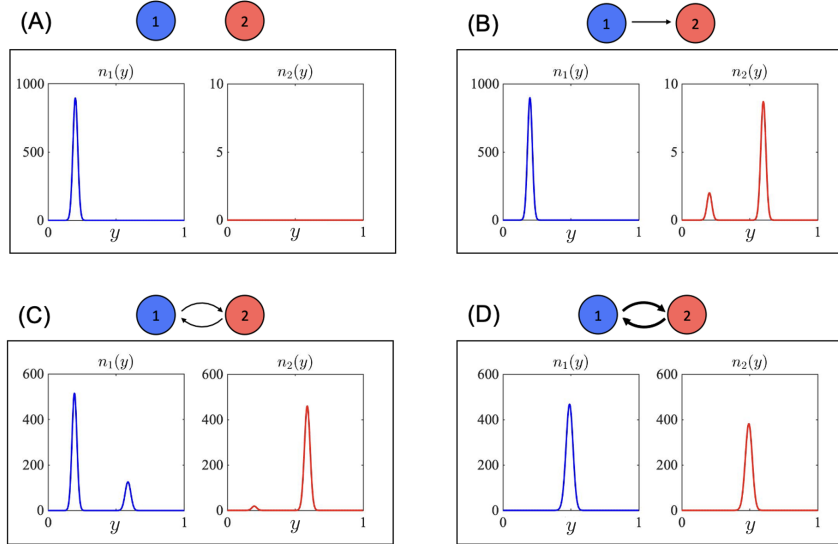 (A) 1 2
n₁(y) n₂(y)
1000 10
500 5
0 0
0 y 1 0 y 1
(B) 1 2
n₁(y) n₂(y)
1000 10
500 5
0 0
0 y 1 0 y 1
(C) 1 2
n₁(y) n₂(y)
600 600
400 400
200 200
0 0
0 y 1 0 y 1
(D) 1 2
n₁(y) n₂(y)
600 600
400 400
200 200
0 0
0 y 1 0 y 1